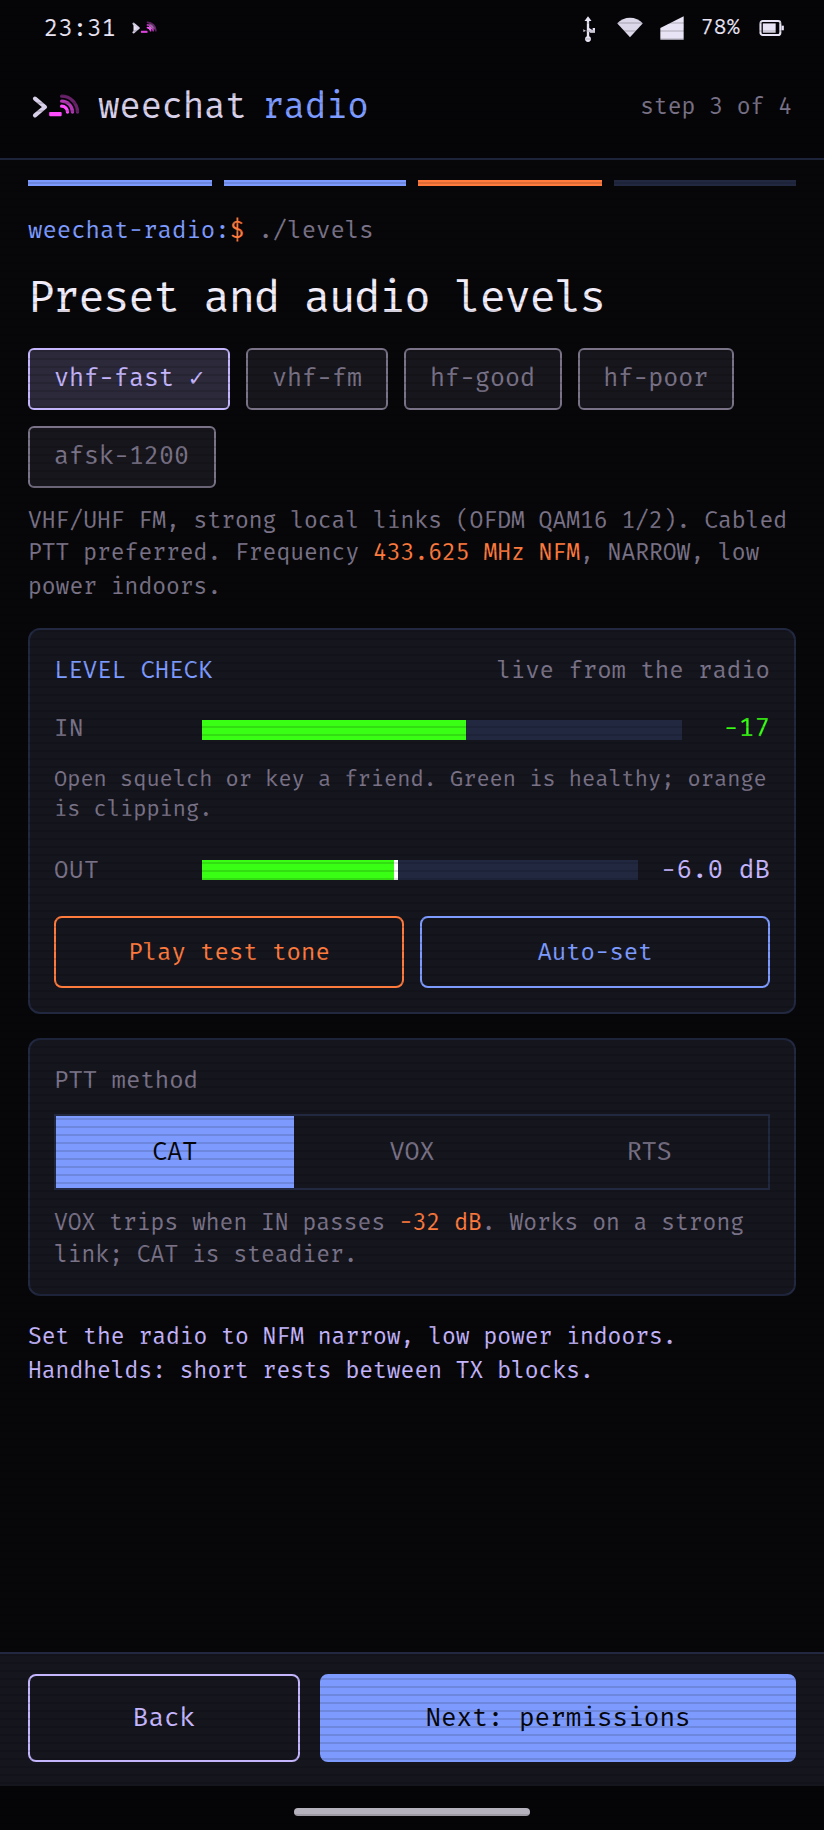 23:31 78%
weechat radio step 3 of 4
weechat-radio:$ ./levels
Preset and audio levels
vhf-fast ✓ vhf-fm hf-good hf-poor
afsk-1200
VHF/UHF FM, strong local links (OFDM QAM16 1/2). Cabled
PTT preferred. Frequency 433.625 MHz NFM, NARROW, low
power indoors.
LEVEL CHECK live from the radio
IN -17
Open squelch or key a friend. Green is healthy; orange
is clipping.
OUT -6.0 dB
Play test tone Auto-set
PTT method
CAT VOX RTS
VOX trips when IN passes -32 dB. Works on a strong
link; CAT is steadier.
Set the radio to NFM narrow, low power indoors.
Handhelds: short rests between TX blocks.
Back Next: permissions